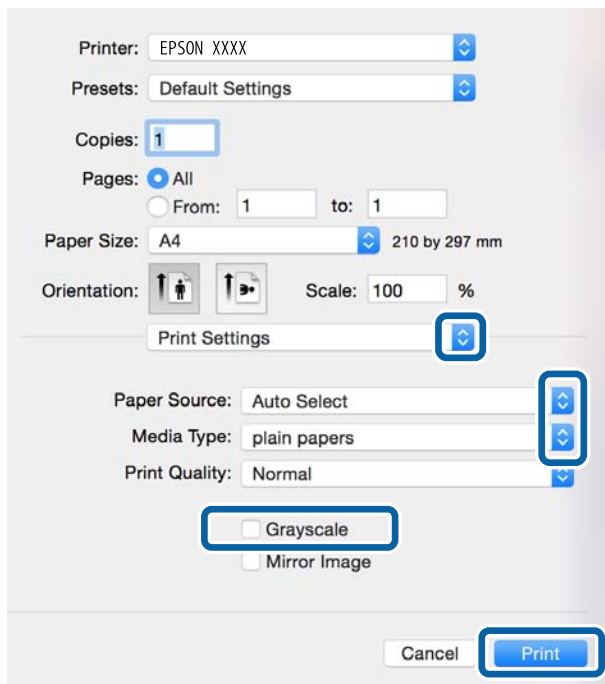 Printer: EPSON XXXX
Presets: Default Settings
Copies: 1
Pages: All
From: 1 to: 1
Paper Size: A4 210 by 297 mm
Orientation: Scale: 100 %
Print Settings
Paper Source: Auto Select
Media Type: plain papers
Print Quality: Normal
Grayscale
Mirror Image
Cancel Print